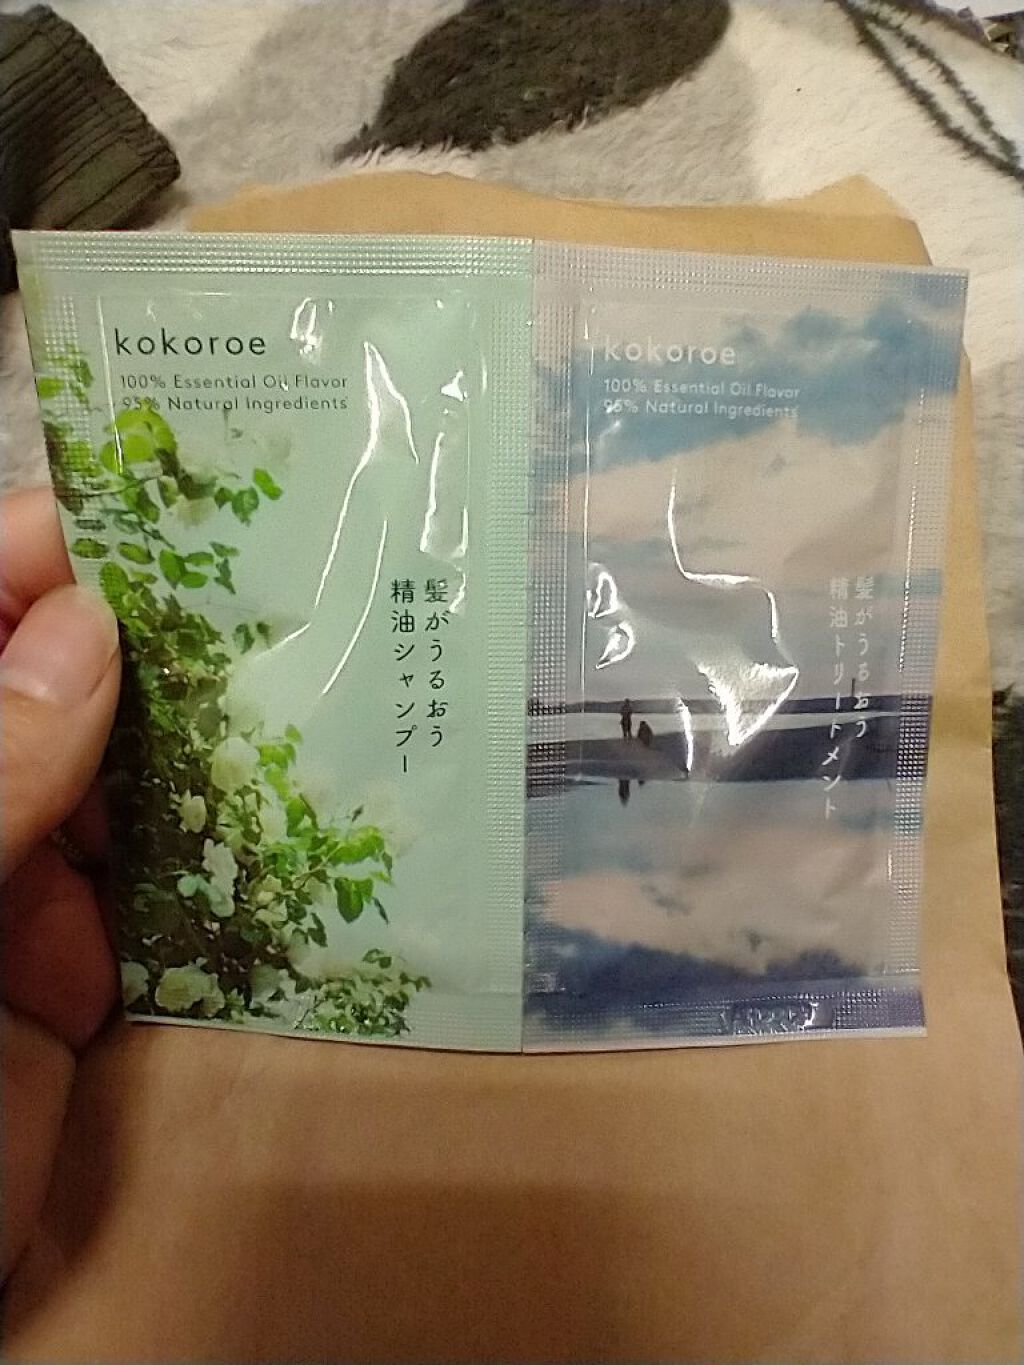 kokoroe
100% Essential Oil Flavor
95% Natural Ingredients
髪がうるおう
精油シャンプー
kokoroe
100% Essential Oil Flavor
95% Natural Ingredients
髪がうるおう
精油トリートメント